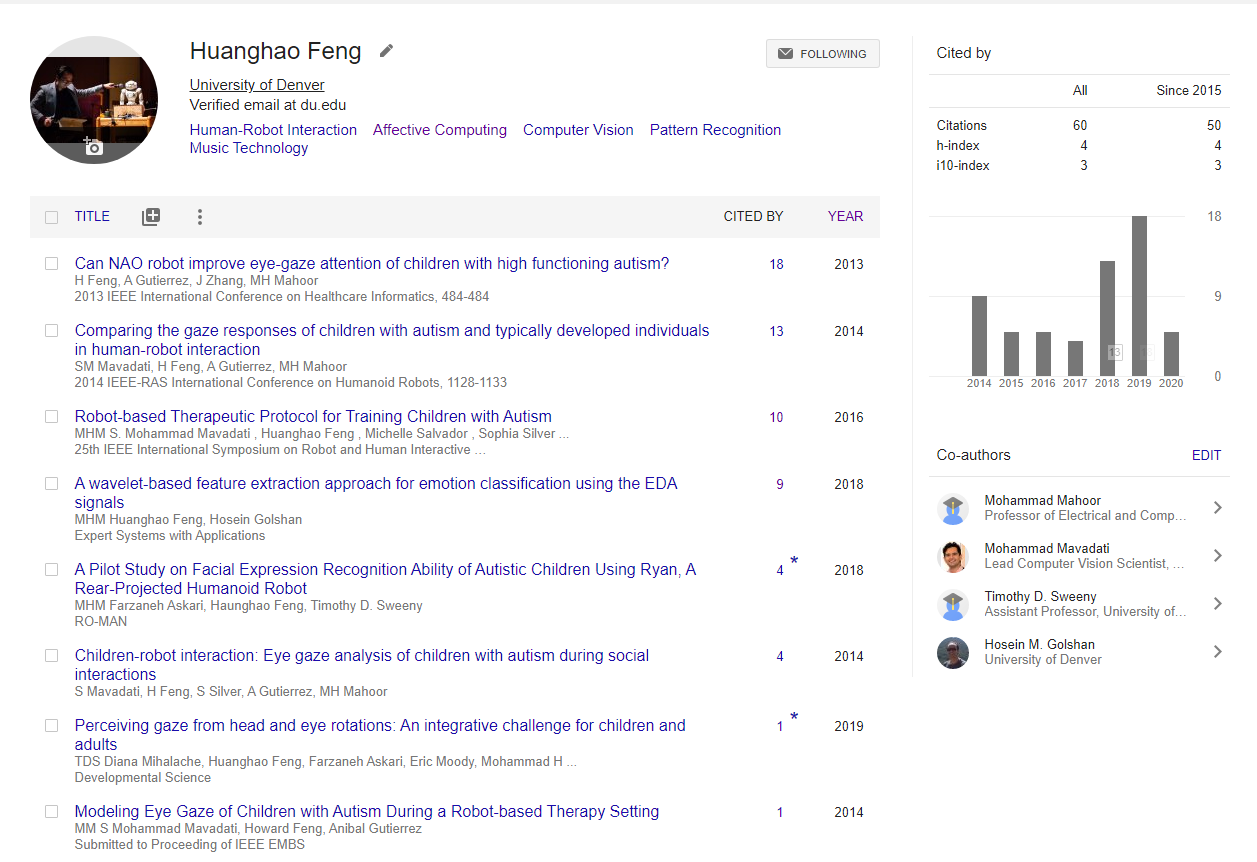 Huanghao Feng
FOLLOWING
University of Denver
Verified email at du.edu
Human-Robot Interaction Affective Computing Computer Vision Pattern Recognition
Music Technology
TITLE CITED BY YEAR
Can NAO robot improve eye-gaze attention of children with high functioning autism? 18 2013
H Feng, A Gutierrez, J Zhang, MH Mahoor
2013 IEEE International Conference on Healthcare Informatics, 484-484
Comparing the gaze responses of children with autism and typically developed individuals 13 2014
in human-robot interaction
SM Mavadati, H Feng, A Gutierrez, MH Mahoor
2014 IEEE-RAS International Conference on Humanoid Robots, 1128-1133
Robot-based Therapeutic Protocol for Training Children with Autism 10 2016
MHM S. Mohammad Mavadati , Huanghao Feng , Michelle Salvador , Sophia Silver ...
25th IEEE International Symposium on Robot and Human Interactive …
A wavelet-based feature extraction approach for emotion classification using the EDA 9 2018
signals
MHM Huanghao Feng, Hosein Golshan
Expert Systems with Applications
A Pilot Study on Facial Expression Recognition Ability of Autistic Children Using Ryan, A 4 * 2018
Rear-Projected Humanoid Robot
MHM Farzaneh Askari, Haunghao Feng, Timothy D. Sweeny
RO-MAN
Children-robot interaction: Eye gaze analysis of children with autism during social 4 2014
interactions
S Mavadati, H Feng, S Silver, A Gutierrez, MH Mahoor
Perceiving gaze from head and eye rotations: An integrative challenge for children and 1 * 2019
adults
TDS Diana Mihalache, Huanghao Feng, Farzaneh Askari, Eric Moody, Mohammad H ...
Developmental Science
Modeling Eye Gaze of Children with Autism During a Robot-based Therapy Setting 1 2014
MM S Mohammad Mavadati, Howard Feng, Anibal Gutierrez
Submitted to Proceeding of IEEE EMBS
Cited by
All Since 2015
Citations 60 50
h-index 4 4
i10-index 3 3
18
9
13
0
2014 2015 2016 2017 2018 2019 2020
Co-authors EDIT
Mohammad Mahoor
Professor of Electrical and Comp…
Mohammad Mavadati
Lead Computer Vision Scientist, …
Timothy D. Sweeny
Assistant Professor, University of…
Hosein M. Golshan
University of Denver